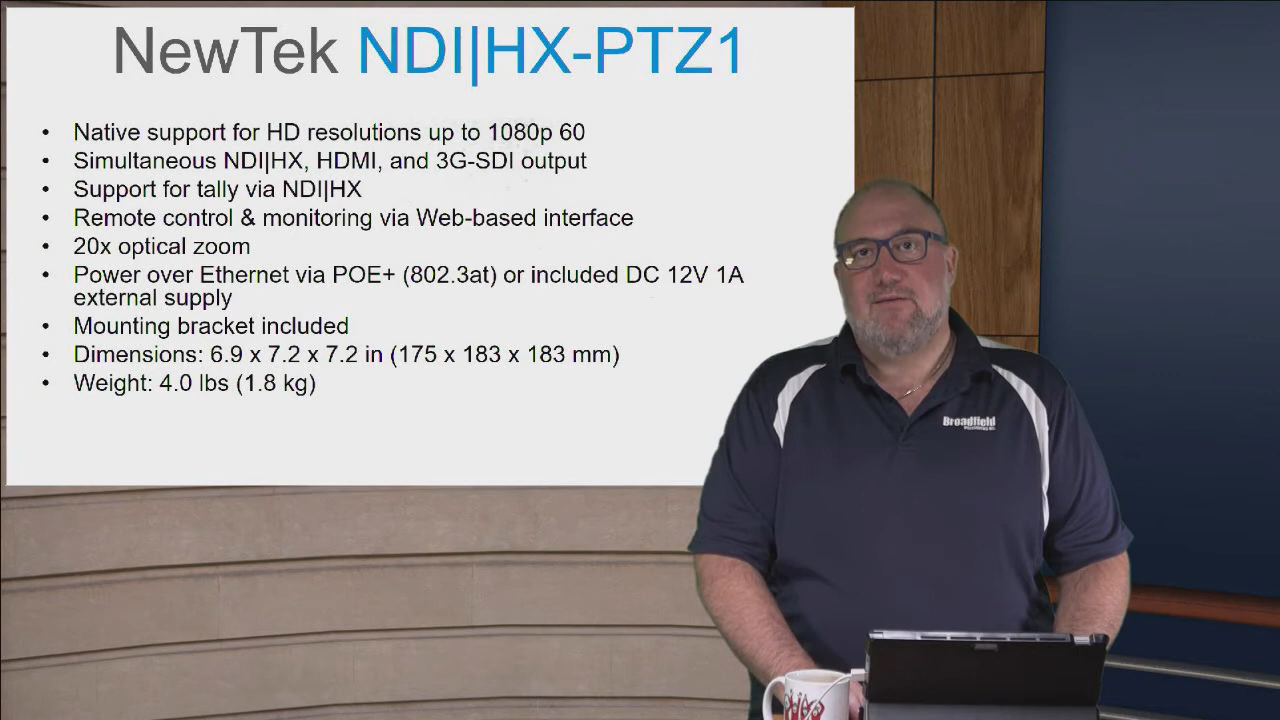 NewTek NDI|HX-PTZ1
• Native support for HD resolutions up to 1080p 60
• Simultaneous NDI|HX, HDMI, and 3G-SDI output
• Support for tally via NDI|HX
• Remote control & monitoring via Web-based interface
• 20x optical zoom
• Power over Ethernet via POE+ (802.3at) or included DC 12V 1A
external supply
• Mounting bracket included
• Dimensions: 6.9 x 7.2 x 7.2 in (175 x 183 x 183 mm)
• Weight: 4.0 lbs (1.8 kg)
Broadfield